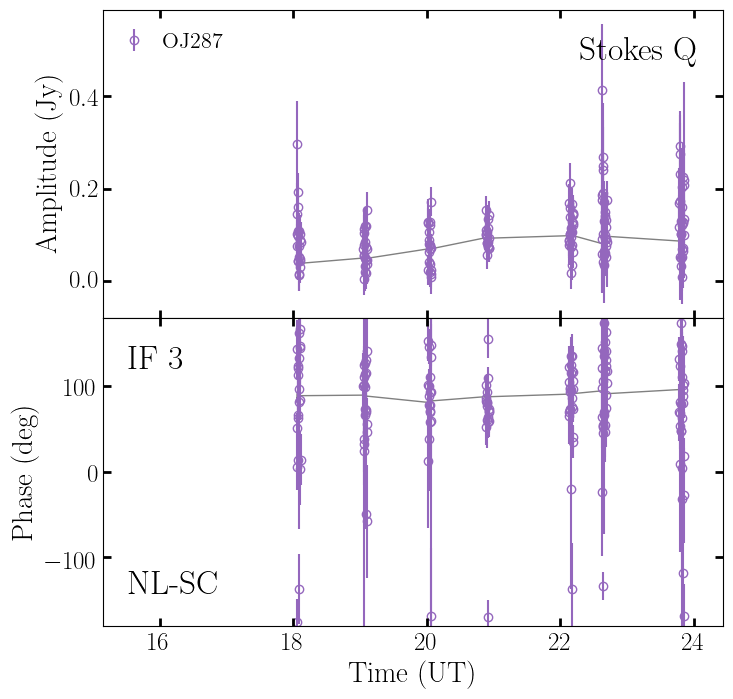 OJ287
Stokes Q
Amplitude (Jy)
0.4
0.2
0.0
IF 3
Phase (deg)
100
0
−100
NL-SC
16 18 20 22 24
Time (UT)